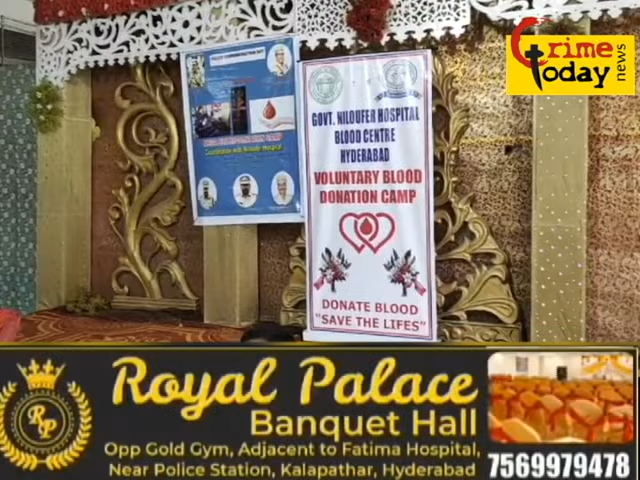 Crime
Today
news
GOVT. NILOUFER HOSPITAL
BLOOD CENTRE
HYDERABAD
VOLUNTARY BLOOD
DONATION CAMP
DONATE BLOOD
"SAVE THE LIFES"
RP
Royal Palace
Banquet Hall
Opp Gold Gym, Adjacent to Fatima Hospital,
Near Police Station, Kalapathar, Hyderabad
7569979478